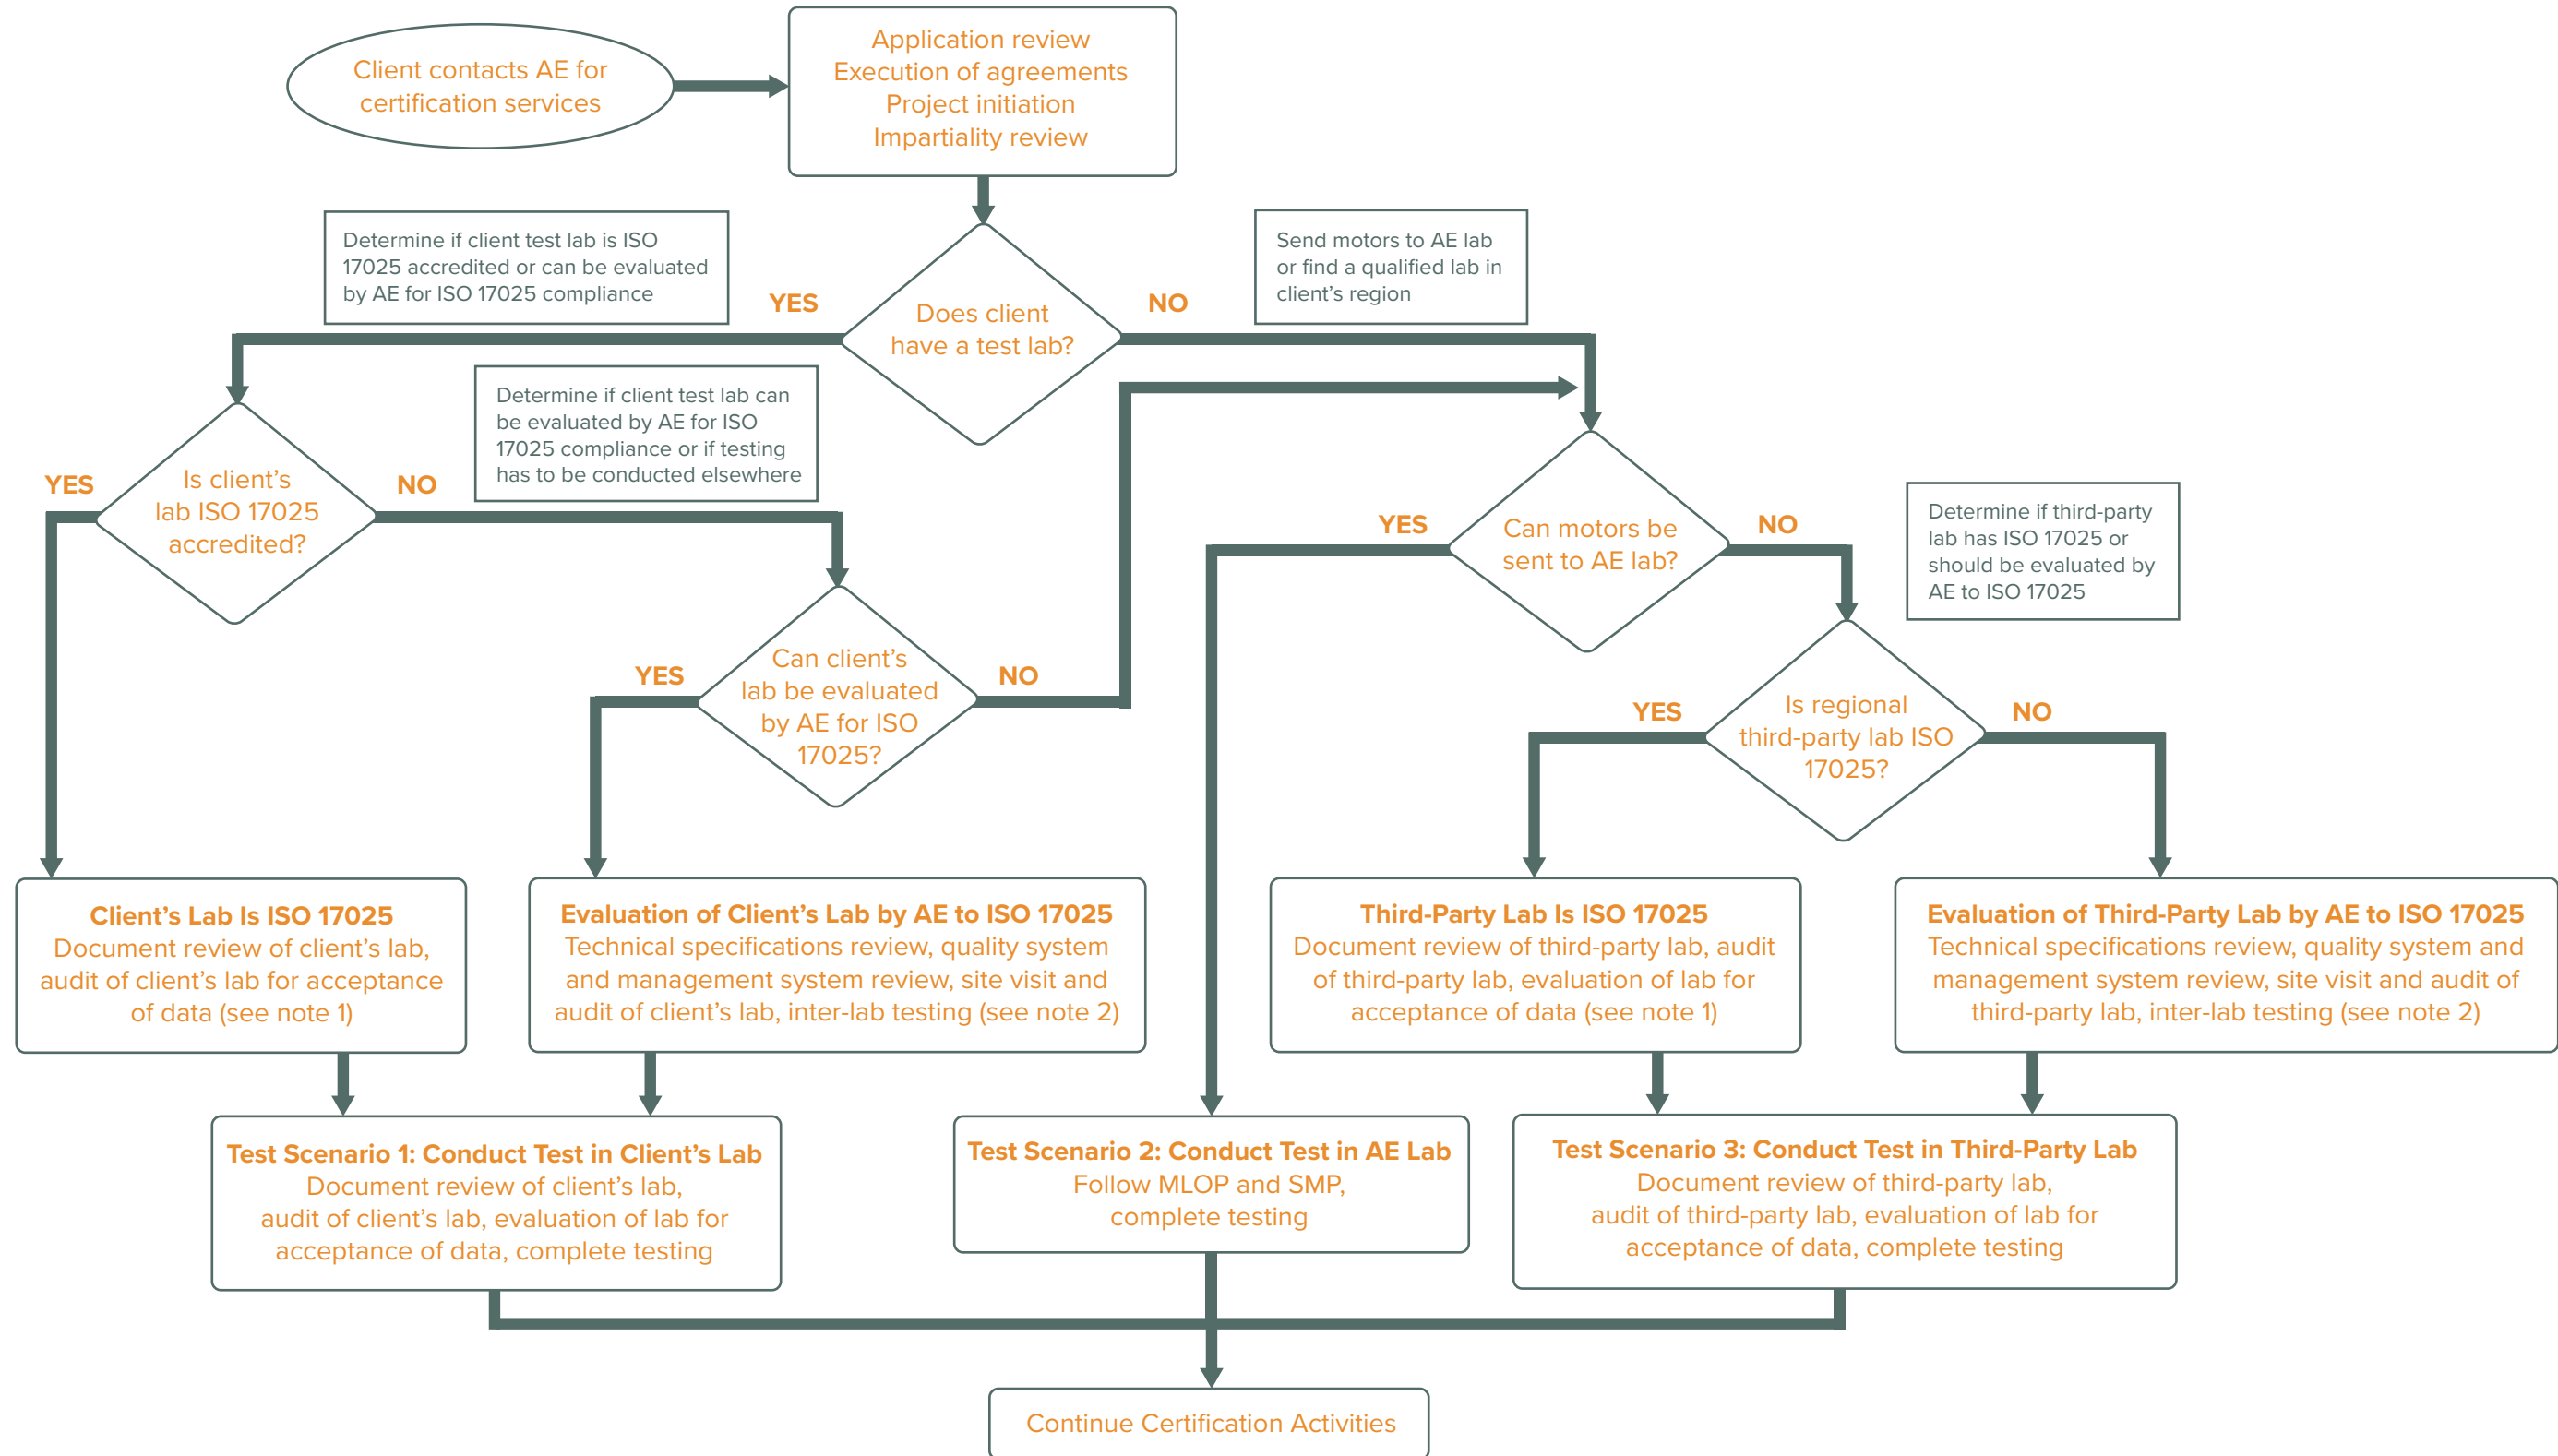 Client contacts AE for
certification services
Application review
Execution of agreements
Project initiation
Impartiality review
Determine if client test lab is ISO
17025 accredited or can be evaluated
by AE for ISO 17025 compliance
YES
Does client
have a test lab?
NO
Send motors to AE lab
or find a qualified lab in
client’s region
Determine if client test lab can
be evaluated by AE for ISO
17025 compliance or if testing
has to be conducted elsewhere
YES
Is client’s
lab ISO 17025
accredited?
NO
YES
Can motors be
sent to AE lab?
NO
Determine if third-party
lab has ISO 17025 or
should be evaluated by
AE to ISO 17025
YES
Can client’s
lab be evaluated
by AE for ISO
17025?
NO
YES
Is regional
third-party lab ISO
17025?
NO
Client’s Lab Is ISO 17025
Document review of client’s lab,
audit of client’s lab for acceptance
of data (see note 1)
Evaluation of Client’s Lab by AE to ISO 17025
Technical specifications review, quality system
and management system review, site visit and
audit of client’s lab, inter-lab testing (see note 2)
Third-Party Lab Is ISO 17025
Document review of third-party lab, audit
of third-party lab, evaluation of lab for
acceptance of data (see note 1)
Evaluation of Third-Party Lab by AE to ISO 17025
Technical specifications review, quality system and
management system review, site visit and audit of
third-party lab, inter-lab testing (see note 2)
Test Scenario 1: Conduct Test in Client’s Lab
Document review of client’s lab,
audit of client’s lab, evaluation of lab for
acceptance of data, complete testing
Test Scenario 2: Conduct Test in AE Lab
Follow MLOP and SMP,
complete testing
Test Scenario 3: Conduct Test in Third-Party Lab
Document review of third-party lab,
audit of third-party lab, evaluation of lab for
acceptance of data, complete testing
Continue Certification Activities